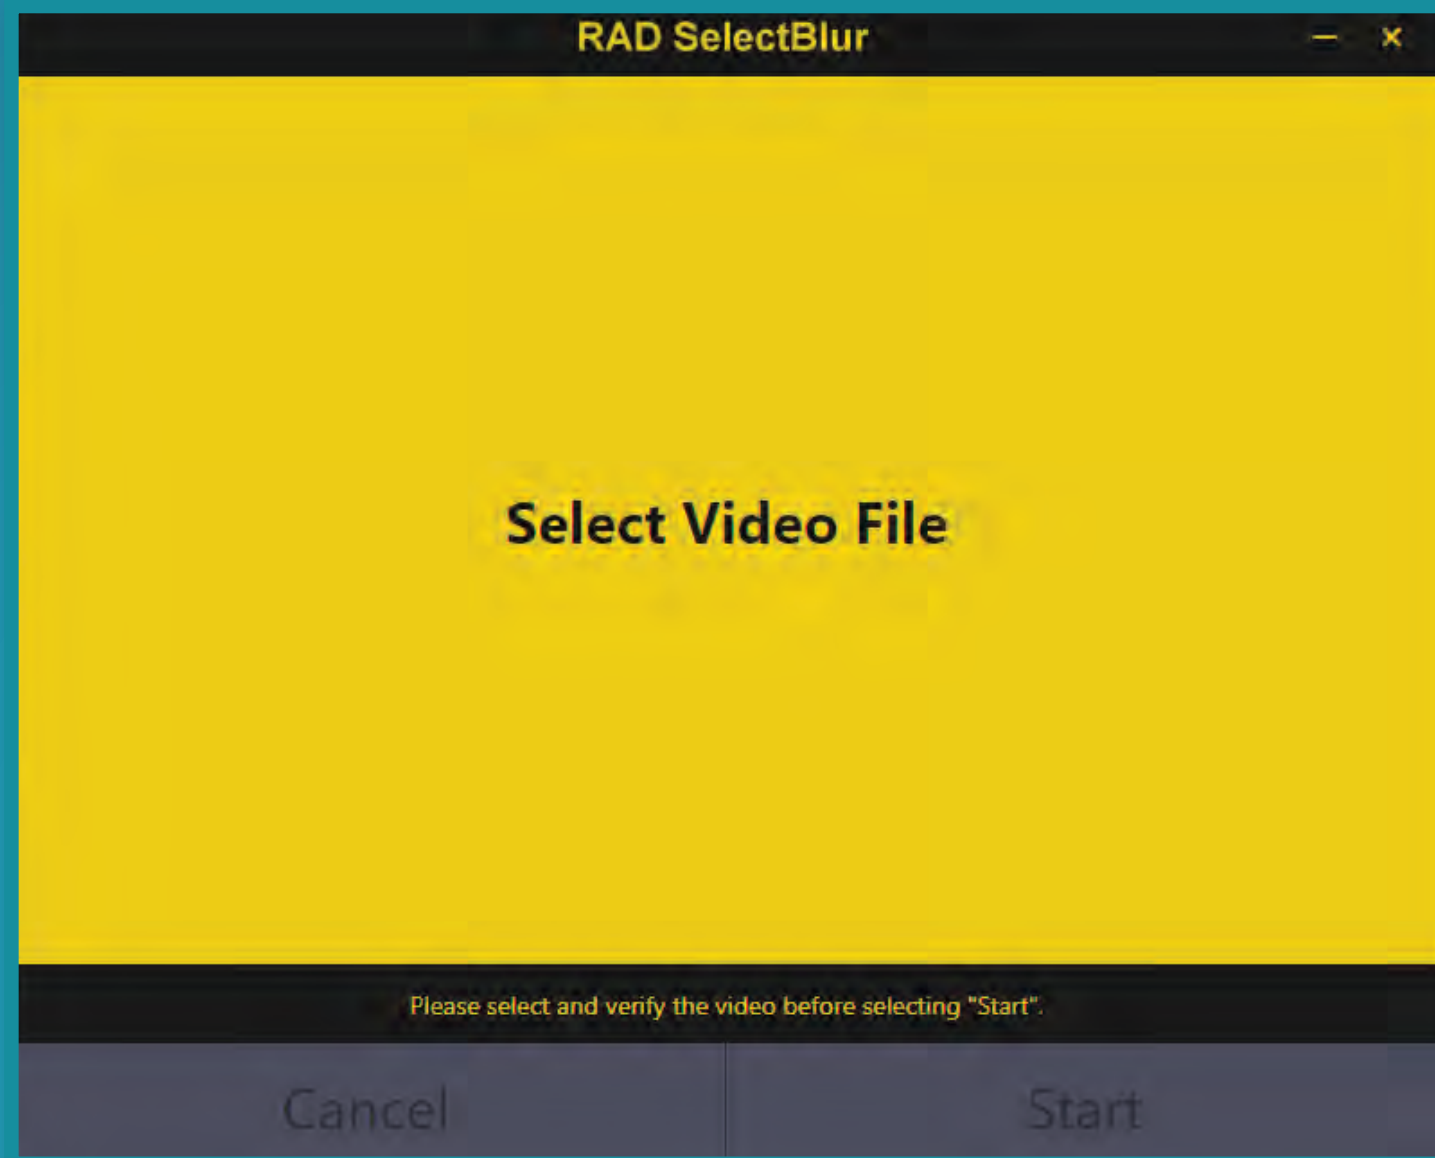 RAD SelectBlur
Select Video File
Please select and verify the video before selecting "Start".
Cancel
Start